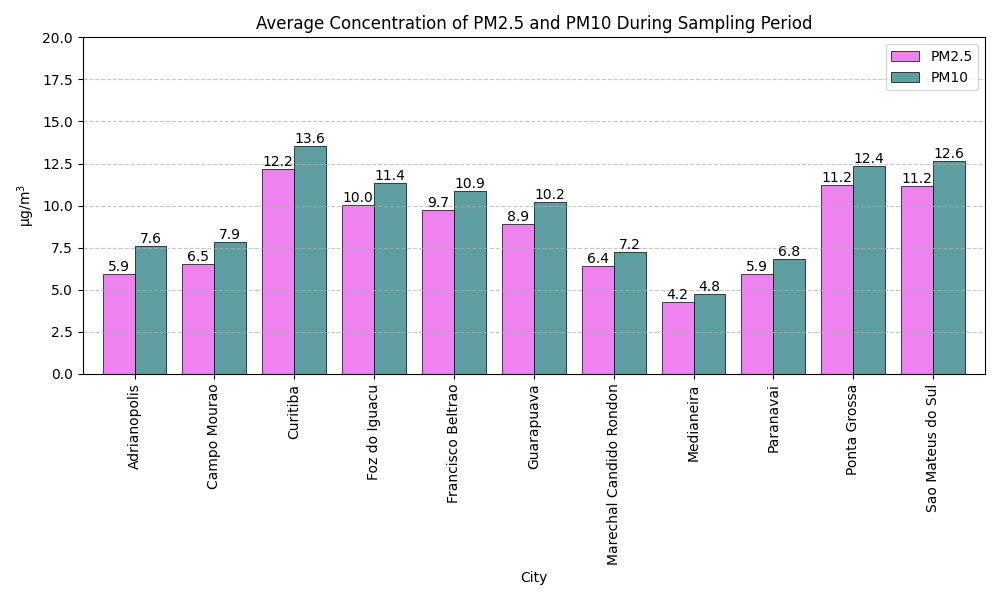 Average Concentration of PM2.5 and PM10 During Sampling Period
20.0
17.5
15.0
12.5
10.0
7.5
5.0
2.5
0.0
µg/m³
PM2.5
PM10
5.9
7.6
6.5
7.9
12.2
13.6
10.0
11.4
9.7
10.9
8.9
10.2
6.4
7.2
4.2
4.8
5.9
6.8
11.2
12.4
11.2
12.6
Adrianopolis
Campo Mourao
Curitiba
Foz do Iguacu
Francisco Beltrao
Guarapuava
Marechal Candido Rondon
Medianeira
Paranavai
Ponta Grossa
Sao Mateus do Sul
City